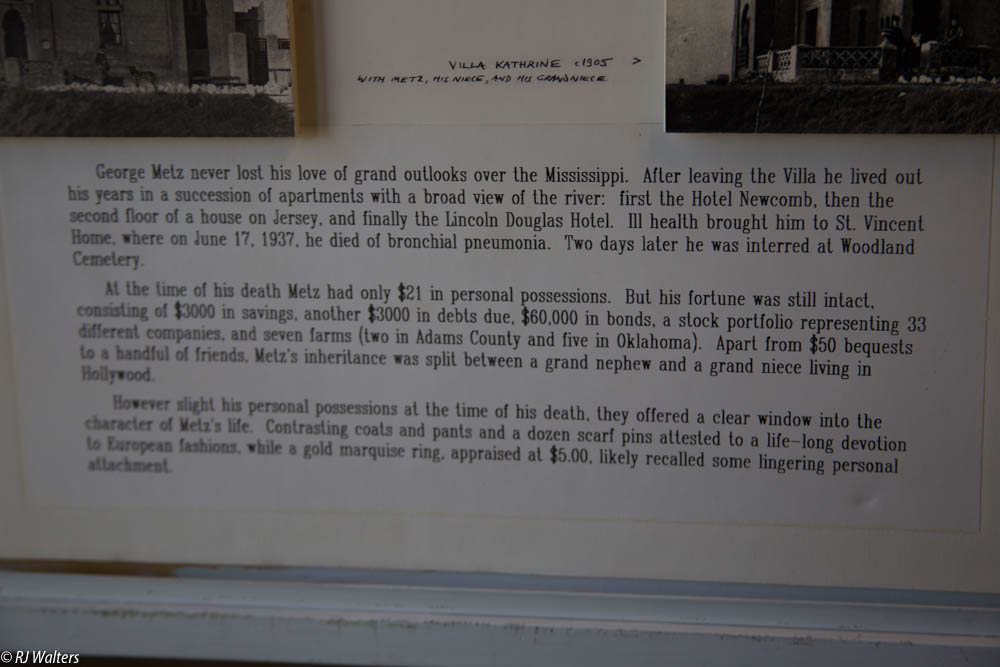 VILLA KATHRINE c1905 >
WITH METZ, HIS NIECE, AND HIS GRANDNIECE
George Metz never lost his love of grand outlooks over the Mississippi. After leaving the Villa he lived out
his years in a succession of apartments with a broad view of the river: first the Hotel Newcomb, then the
second floor of a house on Jersey, and finally the Lincoln Douglas Hotel. Ill health brought him to St. Vincent
Home, where on June 17, 1937, he died of bronchial pneumonia. Two days later he was interred at Woodland
Cemetery.
At the time of his death Metz had only $21 in personal possessions. But his fortune was still intact,
consisting of $3000 in savings, another $3000 in debts due, $60,000 in bonds, a stock portfolio representing 33
different companies, and seven farms (two in Adams County and five in Oklahoma). Apart from $50 bequests
to a handful of friends, Metz's inheritance was split between a grand nephew and a grand niece living in
Hollywood.
However slight his personal possessions at the time of his death, they offered a clear window into the
character of Metz's life. Contrasting coats and pants and a dozen scarf pins attested to a life-long devotion
to European fashions, while a gold marquise ring, appraised at $5.00, likely recalled some lingering personal
attachment.
© RJ Walters